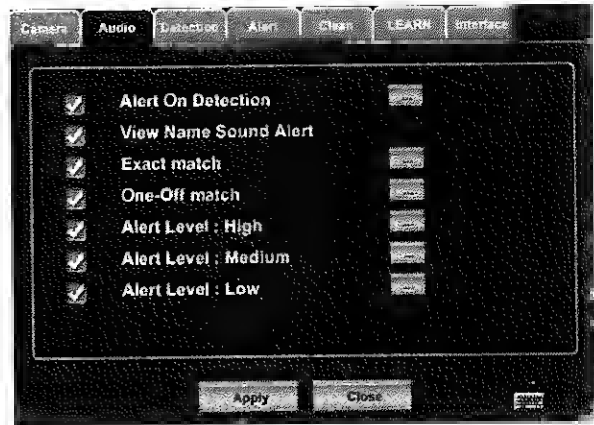 Camera Audio Detection Alert Clean LEARN Interface
Alert On Detection
View Name Sound Alert
Exact match
One-Off match
Alert Level : High
Alert Level : Medium
Alert Level : Low
Apply Close